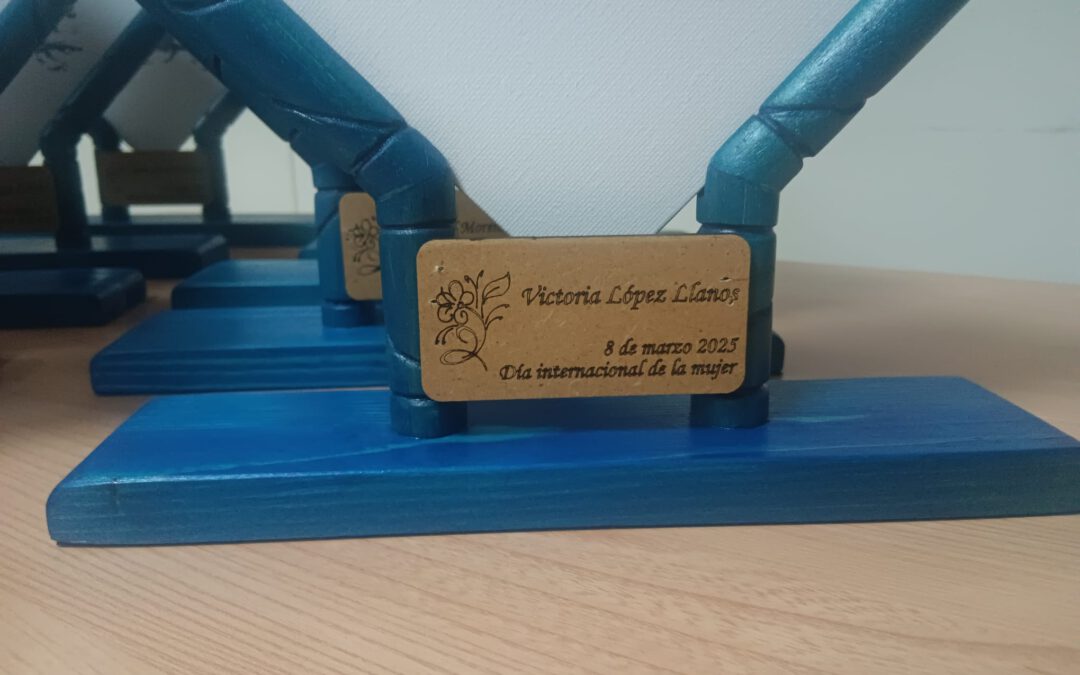 Victoria López Llanos
8 de marzo 2025
Día internacional de la mujer